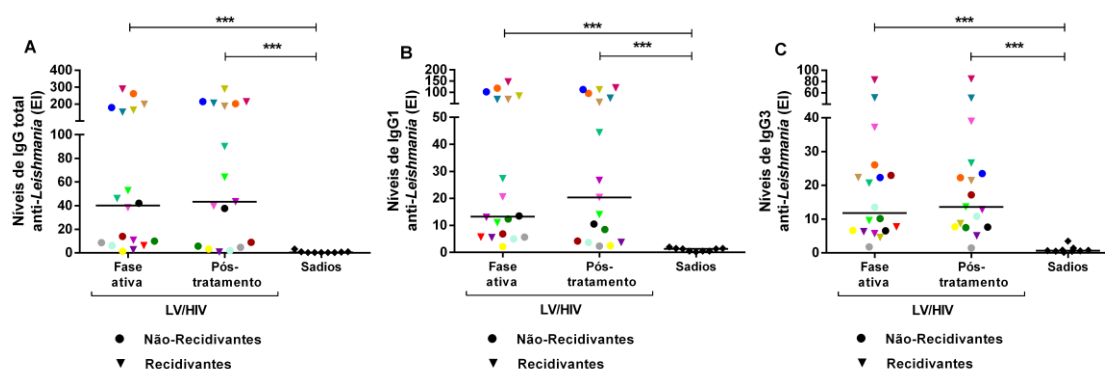 A
***
***
Níveis de IgG total
anti-Leishmania (EI)
400
300
200
100
80
60
40
20
0
Fase
ativa
Pós-
tratamento
Sadios
LV/HIV
Não-Recidivantes
Recidivantes
B
***
***
Níveis de IgG1
anti-Leishmania (EI)
150
100
50
50
40
30
20
10
0
Fase
ativa
Pós-
tratamento
Sadios
LV/HIV
Não-Recidivantes
Recidivantes
C
***
***
Níveis de IgG3
anti-Leishmania (EI)
100
80
60
40
40
30
20
10
0
Fase
ativa
Pós-
tratamento
Sadios
LV/HIV
Não-Recidivantes
Recidivantes